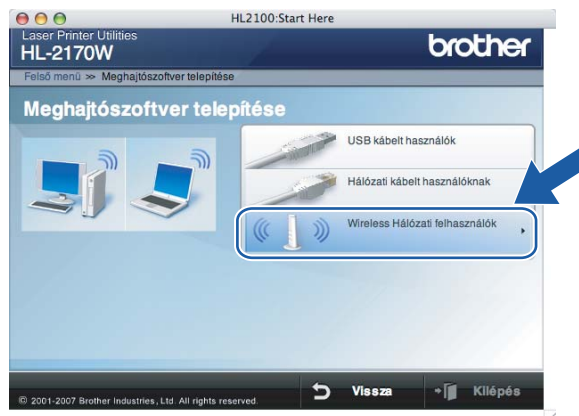 HL2100:Start Here
Laser Printer Utilities
HL-2170W
brother
Felső menü >> Meghajtószoftver telepítése
Meghajtószoftver telepítése
USB kábelt használók
Hálózati kábelt használóknak
Wireless Hálózati felhasználók
© 2001-2007 Brother Industries, Ltd. All rights reserved.
Vissza
Kilépés